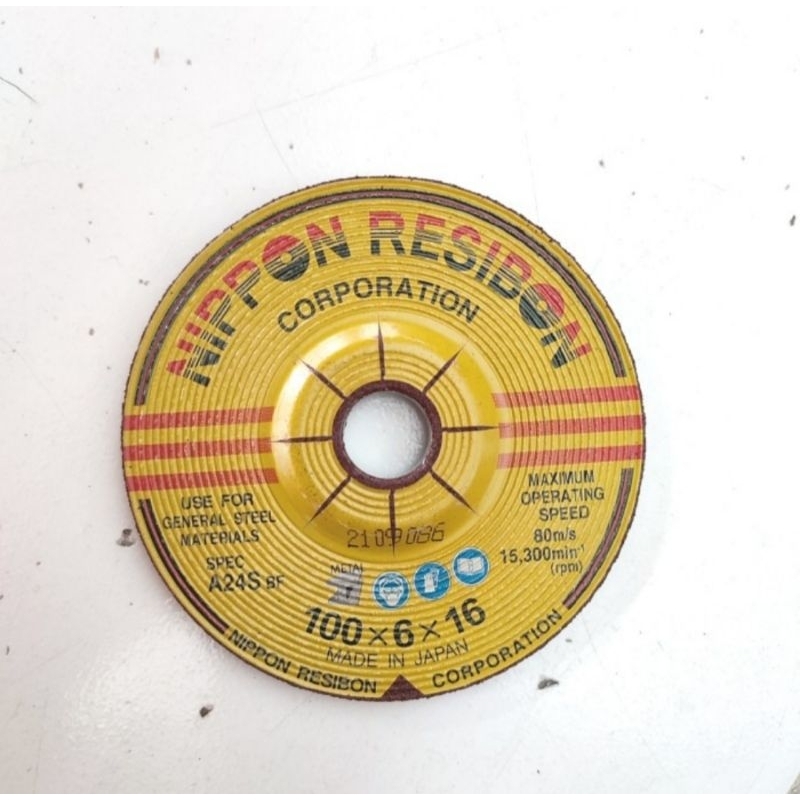 NIPPON RESIBON
CORPORATION
USE FOR
GENERAL STEEL
MATERIALS
SPEC
A24S BF
MAXIMUM
OPERATING
SPEED
80m/s
15,300min⁻¹
(rpm)
2109086
METAL
100×6×16
MADE IN JAPAN
NIPPON RESIBON CORPORATION